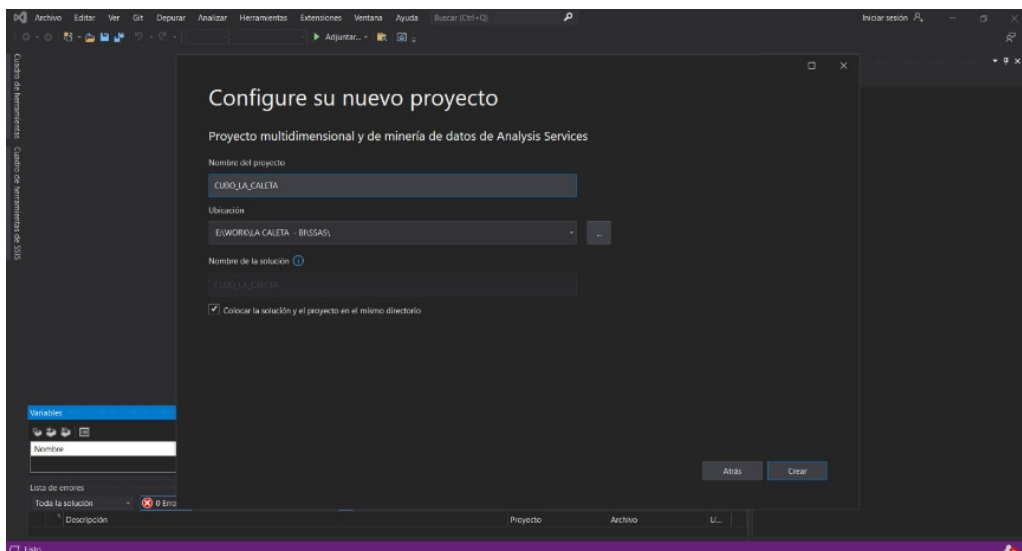 Archivo Editar Ver Git Depurar Analizar Herramientas Extensiones Ventana Ayuda Buscar (Ctrl+Q) Iniciar sesión
Adjuntar...
Cuadro de herramientas
Cuadro de herramientas de SSIS
Configure su nuevo proyecto
Proyecto multidimensional y de minería de datos de Analysis Services
Nombre del proyecto
CUBO_LA_CALETA
Ubicación
E:\WORK\LA CALETA - BI\SSAS\
...
Nombre de la solución
CUBO_LA_CALETA
Colocar la solución y el proyecto en el mismo directorio
Atrás Crear
Variables
Nombre
Lista de errores
Toda la solución 0 Erro
Descripción Proyecto Archivo Lí...
Listo